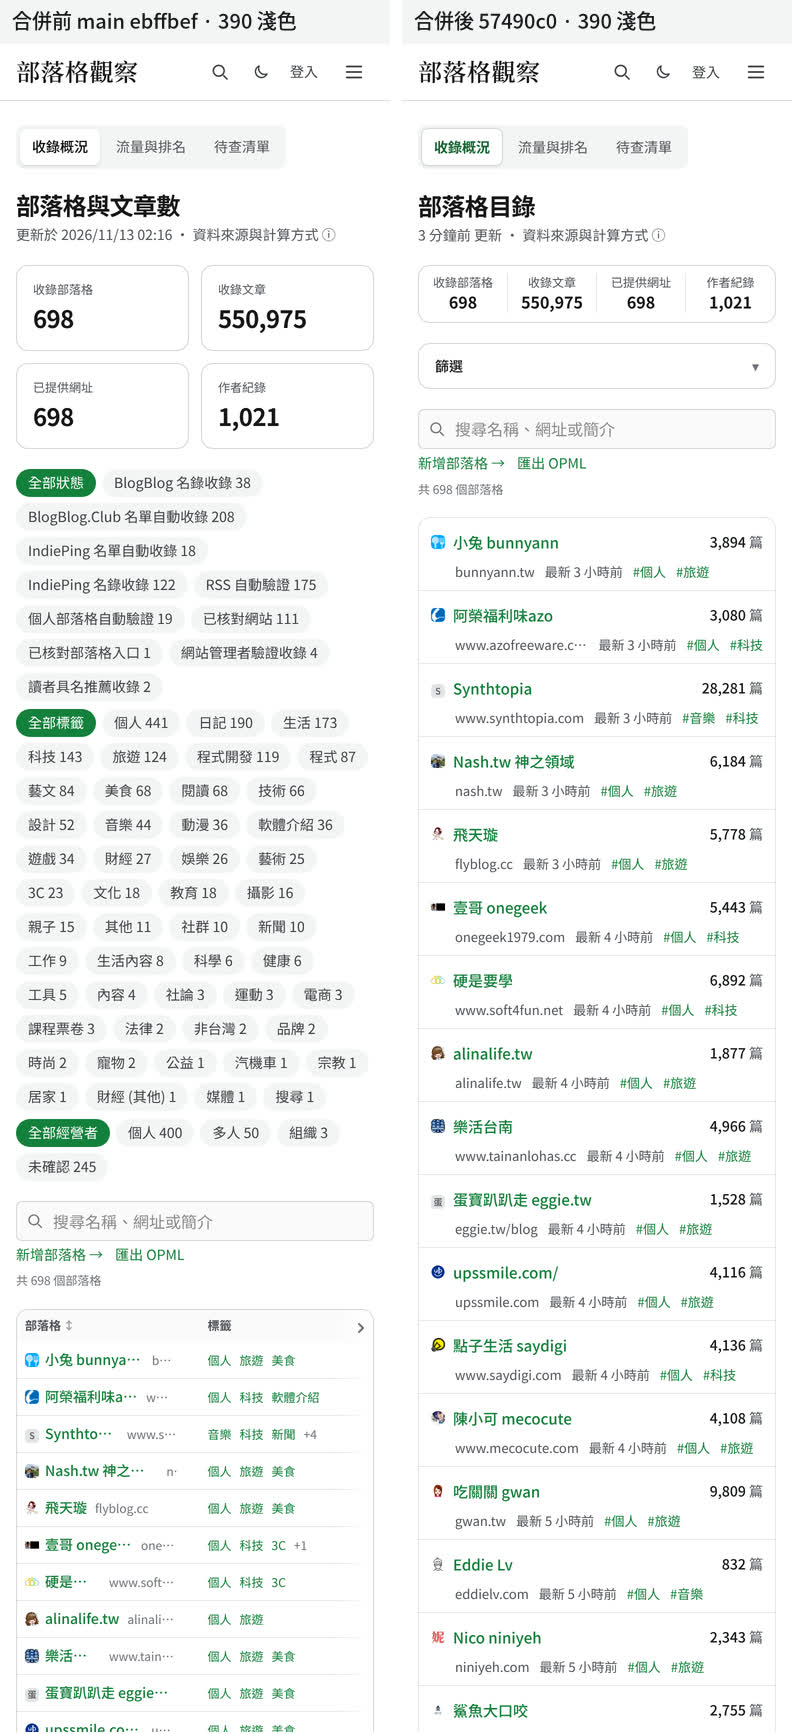 合併前 main ebffbef · 390 淺色
部落格觀察
登入
收錄概況 流量與排名 待查清單
部落格與文章數
更新於 2026/11/13 02:16 · 資料來源與計算方式 ⓘ
收錄部落格 收錄文章
698 550,975
已提供網址 作者紀錄
698 1,021
全部狀態 BlogBlog 名錄收錄 38
BlogBlog.Club 名單自動收錄 208
IndiePing 名單自動收錄 18
IndiePing 名錄收錄 122 RSS 自動驗證 175
個人部落格自動驗證 19 已核對網站 111
已核對部落格入口 1 網站管理者驗證收錄 4
讀者具名推薦收錄 2
全部標籤 個人 441 日記 190 生活 173
科技 143 旅遊 124 程式開發 119 程式 87
藝文 84 美食 68 閱讀 68 技術 66
設計 52 音樂 44 動漫 36 軟體介紹 36
遊戲 34 財經 27 娛樂 26 藝術 25
3C 23 文化 18 教育 18 攝影 16
親子 15 其他 11 社群 10 新聞 10
工作 9 生活內容 8 科學 6 健康 6
工具 5 內容 4 社論 3 運動 3 電商 3
課程票卷 3 法律 2 非台灣 2 品牌 2
時尚 2 寵物 2 公益 1 汽機車 1 宗教 1
居家 1 財經 (其他) 1 媒體 1 搜尋 1
全部經營者 個人 400 多人 50 組織 3
未確認 245
搜尋名稱、網址或簡介
新增部落格 → 匯出 OPML
共 698 個部落格
部落格 ↕ 標籤
小兔 bunnya… b… 個人 旅遊 美食
阿榮福利味a… w… 個人 科技 軟體介紹
S Synthto… www.s… 音樂 科技 新聞 +4
Nash.tw 神之… n· 個人 旅遊 美食
飛天璇 flyblog.cc 個人 旅遊 美食
壹哥 onege… one… 個人 科技 3C +1
硬是… www.soft… 個人 科技 3C
alinalife.tw alinali… 個人 旅遊
樂活… www.tain… 個人 旅遊 美食
蛋 蛋寶趴趴走 eggie… 個人 旅遊 美食
upssmile.co… u… 個人 旅遊 美食
合併後 57490c0 · 390 淺色
部落格觀察
登入
收錄概況 流量與排名 待查清單
部落格目錄
3 分鐘前 更新 · 資料來源與計算方式 ⓘ
收錄部落格 收錄文章 已提供網址 作者紀錄
698 550,975 698 1,021
篩選 ▾
搜尋名稱、網址或簡介
新增部落格 → 匯出 OPML
共 698 個部落格
小兔 bunnyann 3,894 篇
bunnyann.tw 最新 3 小時前 #個人 #旅遊
阿榮福利味azo 3,080 篇
www.azofreeware.c… 最新 3 小時前 #個人 #科技
S Synthtopia 28,281 篇
www.synthtopia.com 最新 3 小時前 #音樂 #科技
Nash.tw 神之領域 6,184 篇
nash.tw 最新 3 小時前 #個人 #旅遊
飛天璇 5,778 篇
flyblog.cc 最新 3 小時前 #個人 #旅遊
壹哥 onegeek 5,443 篇
onegeek1979.com 最新 4 小時前 #個人 #科技
硬是要學 6,892 篇
www.soft4fun.net 最新 4 小時前 #個人 #科技
alinalife.tw 1,877 篇
alinalife.tw 最新 4 小時前 #個人 #旅遊
樂活台南 4,966 篇
www.tainanlohas.cc 最新 4 小時前 #個人 #旅遊
蛋 蛋寶趴趴走 eggie.tw 1,528 篇
eggie.tw/blog 最新 4 小時前 #個人 #旅遊
upssmile.com/ 4,116 篇
upssmile.com 最新 4 小時前 #個人 #旅遊
點子生活 saydigi 4,136 篇
www.saydigi.com 最新 4 小時前 #個人 #科技
陳小可 mecocute 4,108 篇
www.mecocute.com 最新 4 小時前 #個人 #旅遊
吃關關 gwan 9,809 篇
gwan.tw 最新 5 小時前 #個人 #旅遊
Eddie Lv 832 篇
eddielv.com 最新 5 小時前 #個人 #音樂
妮 Nico niniyeh 2,343 篇
niniyeh.com 最新 5 小時前 #個人 #旅遊
鯊魚大口咬 2,755 篇